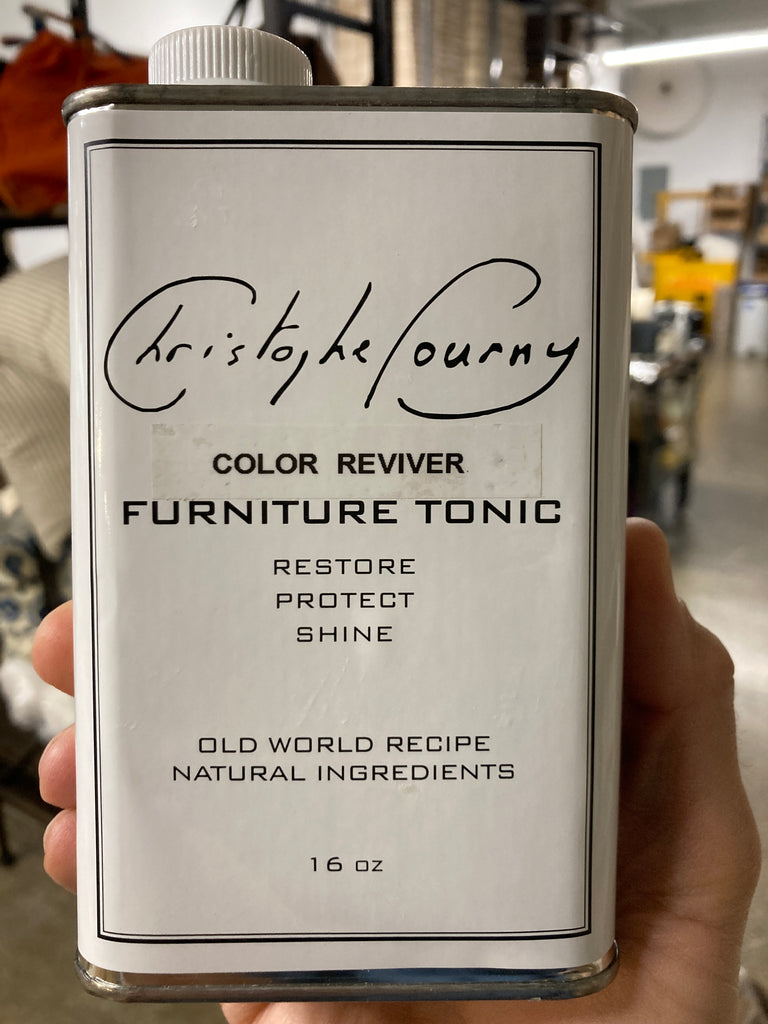 Christophe Pourny
COLOR REVIVER
FURNITURE TONIC
RESTORE
PROTECT
SHINE
OLD WORLD RECIPE
NATURAL INGREDIENTS
16 oz